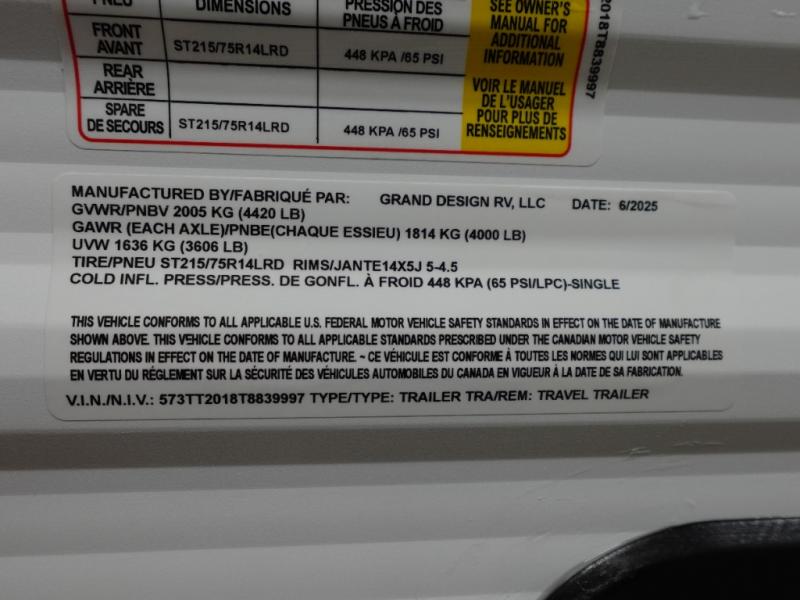 PNEU DIMENSIONS PRESSION DES
PNEUS À FROID
FRONT
AVANT ST215/75R14LRD 448 KPA /65 PSI
REAR
ARRIÈRE
SPARE
DE SECOURS ST215/75R14LRD 448 KPA /65 PSI
SEE OWNER'S
MANUAL FOR
ADDITIONAL
INFORMATION
VOIR LE MANUEL
DE L'USAGER
POUR PLUS DE
RENSEIGNEMENTS
2018T8839997
MANUFACTURED BY/FABRIQUÉ PAR: GRAND DESIGN RV, LLC DATE: 6/2025
GVWR/PNBV 2005 KG (4420 LB)
GAWR (EACH AXLE)/PNBE(CHAQUE ESSIEU) 1814 KG (4000 LB)
UVW 1636 KG (3606 LB)
TIRE/PNEU ST215/75R14LRD RIMS/JANTE14X5J 5-4.5
COLD INFL. PRESS/PRESS. DE GONFL. À FROID 448 KPA (65 PSI/LPC)-SINGLE
THIS VEHICLE CONFORMS TO ALL APPLICABLE U.S. FEDERAL MOTOR VEHICLE SAFETY STANDARDS IN EFFECT ON THE DATE OF MANUFACTURE
SHOWN ABOVE. THIS VEHICLE CONFORMS TO ALL APPLICABLE STANDARDS PRESCRIBED UNDER THE CANADIAN MOTOR VEHICLE SAFETY
REGULATIONS IN EFFECT ON THE DATE OF MANUFACTURE. ~ CE VÉHICULE EST CONFORME À TOUTES LES NORMES QUI LUI SONT APPLICABLES
EN VERTU DU RÉGLEMENT SUR LA SÉCURITÉ DES VÉHICULES AUTOMOBILES DU CANADA EN VIGUEUR À LA DATE DE SA FABRICATION.
V.I.N./N.I.V.: 573TT2018T8839997 TYPE/TYPE: TRAILER TRA/REM: TRAVEL TRAILER